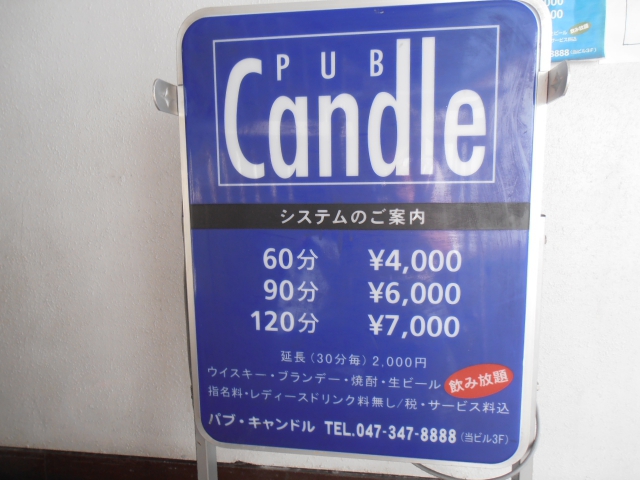 PUB
Candle
システムのご案内
60分 ¥4,000
90分 ¥6,000
120分 ¥7,000
延長(30分毎)2,000円
ウイスキー・ブランデー・焼酎・生ビール 飲み放題
指名料・レディースドリンク料無し/税・サービス料込
パブ・キャンドル TEL.047-347-8888(当ビル3F)